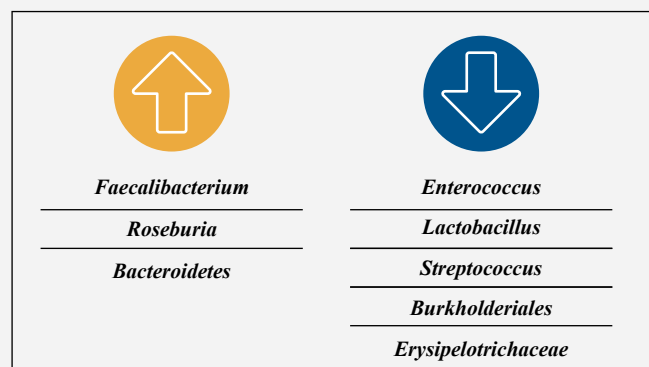 Faecalibacterium
Roseburia
Bacteroidetes
Enterococcus
Lactobacillus
Streptococcus
Burkholderiales
Erysipelotrichaceae